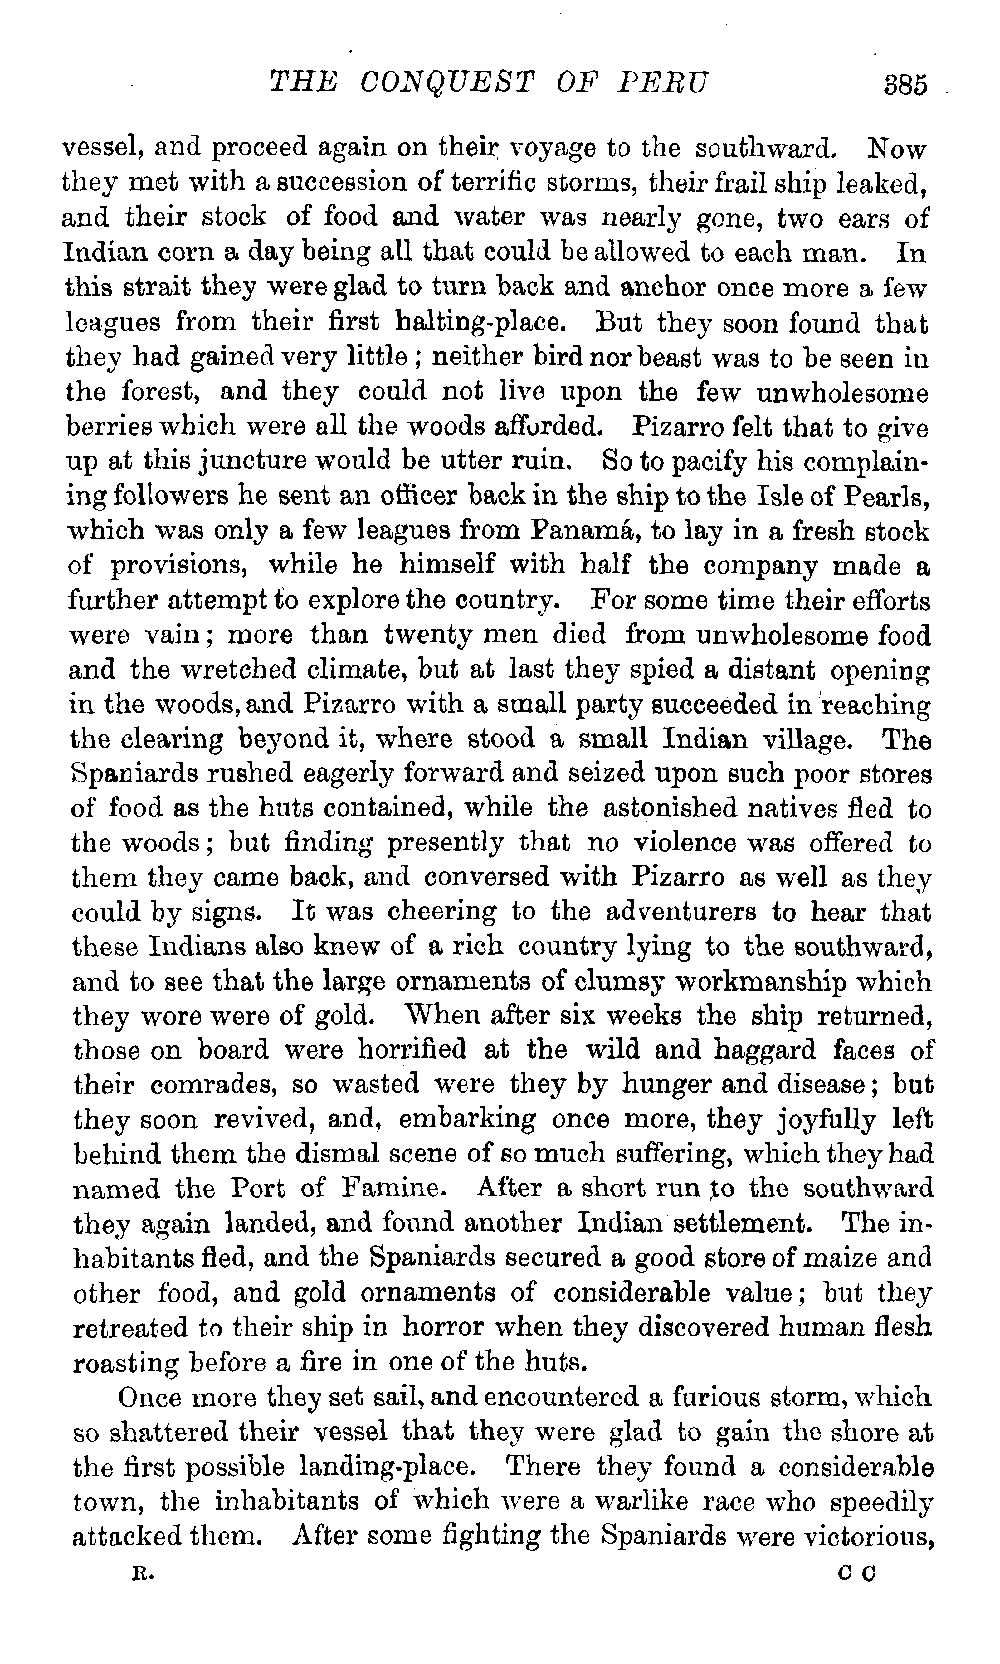 THE CONQUEST OF PERU 385
vessel, and proceed again on their voyage to the southward. Now
they met with a succession of terrific storms, their frail ship leaked,
and their stock of food and water was nearly gone, two ears of
Indian corn a day being all that could be allowed to each man. In
this strait they were glad to turn back and anchor once more a few
leagues from their first halting-place. But they soon found that
they had gained very little; neither bird nor beast was to be seen in
the forest, and they could not live upon the few unwholesome
berries which were all the woods afforded. Pizarro felt that to give
up at this juncture would be utter ruin. So to pacify his complain-
ing followers he sent an officer back in the ship to the Isle of Pearls,
which was only a few leagues from Panamá, to lay in a fresh stock
of provisions, while he himself with half the company made a
further attempt to explore the country. For some time their efforts
were vain; more than twenty men died from unwholesome food
and the wretched climate, but at last they spied a distant opening
in the woods, and Pizarro with a small party succeeded in reaching
the clearing beyond it, where stood a small Indian village. The
Spaniards rushed eagerly forward and seized upon such poor stores
of food as the huts contained, while the astonished natives fled to
the woods; but finding presently that no violence was offered to
them they came back, and conversed with Pizarro as well as they
could by signs. It was cheering to the adventurers to hear that
these Indians also knew of a rich country lying to the southward,
and to see that the large ornaments of clumsy workmanship which
they wore were of gold. When after six weeks the ship returned,
those on board were horrified at the wild and haggard faces of
their comrades, so wasted were they by hunger and disease; but
they soon revived, and, embarking once more, they joyfully left
behind them the dismal scene of so much suffering, which they had
named the Port of Famine. After a short run to the southward
they again landed, and found another Indian settlement. The in-
habitants fled, and the Spaniards secured a good store of maize and
other food, and gold ornaments of considerable value; but they
retreated to their ship in horror when they discovered human flesh
roasting before a fire in one of the huts.
Once more they set sail, and encountered a furious storm, which
so shattered their vessel that they were glad to gain the shore at
the first possible landing-place. There they found a considerable
town, the inhabitants of which were a warlike race who speedily
attacked them. After some fighting the Spaniards were victorious,
R. C C